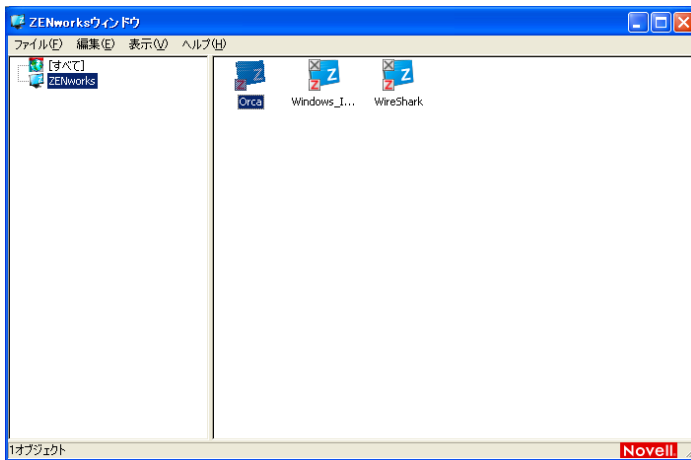 ZENworksウィンドウ
ファイル(F) 編集(E) 表示(V) ヘルプ(H)
[すべて]
ZENworks
Orca
Windows_I...
WireShark
1オブジェクト
Novell.